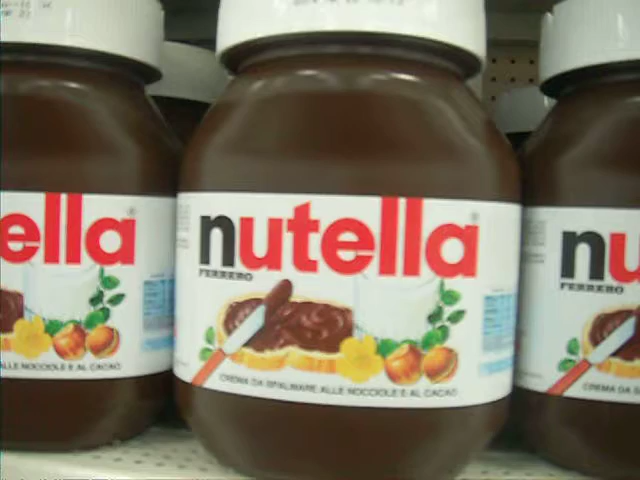 nutella
FERRERO
CREMA DA SPALMARE ALLE NOCCIOLE E AL CACAO
ella
ALLE NOCCIOLE E AL CACAO
nu
FERRERO
CREMA DA S